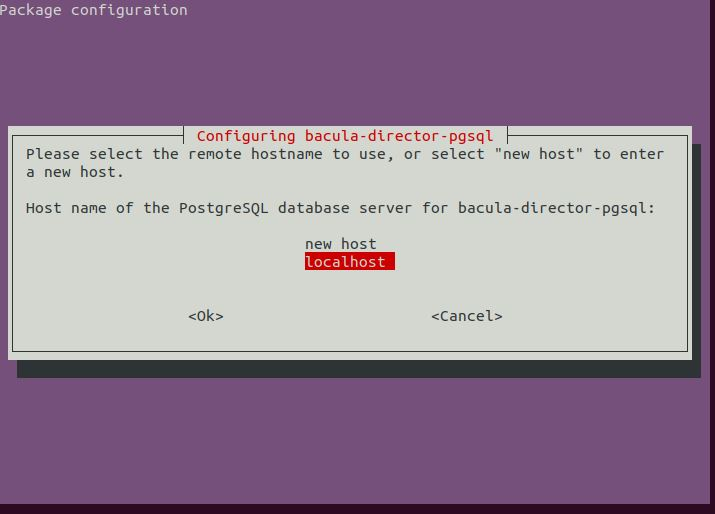 Package configuration
Configuring bacula-director-pgsql
Please select the remote hostname to use, or select "new host" to enter
a new host.
Host name of the PostgreSQL database server for bacula-director-pgsql:
new host
localhost
<Ok> <Cancel>